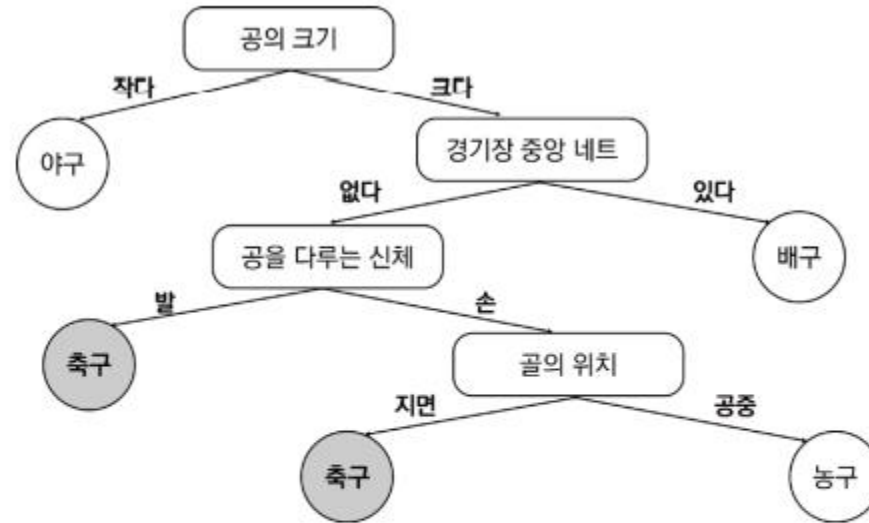 공의 크기
작다
크다
야구
경기장 중앙 네트
없다
있다
공을 다루는 신체
배구
발
손
축구
골의 위치
지면
공중
축구
농구